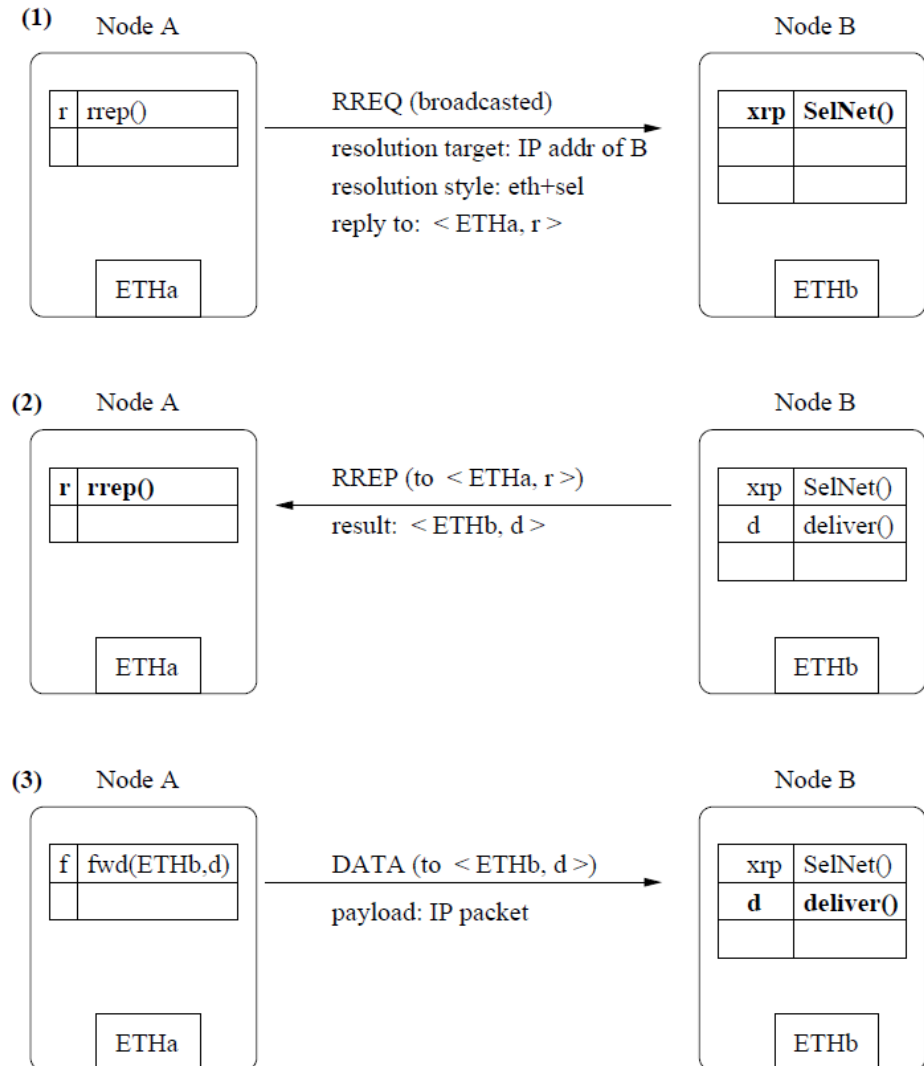 (1)
Node A
Node B
r rrep()
RREQ (broadcasted)
resolution target: IP addr of B
resolution style: eth+sel
reply to: < ETHa, r >
xrp SelNet()
ETHa
ETHb
(2)
Node A
Node B
r rrep()
RREP (to < ETHa, r >)
result: < ETHb, d >
xrp SelNet()
d deliver()
ETHa
ETHb
(3)
Node A
Node B
f fwd(ETHb,d)
DATA (to < ETHb, d >)
payload: IP packet
xrp SelNet()
d deliver()
ETHa
ETHb